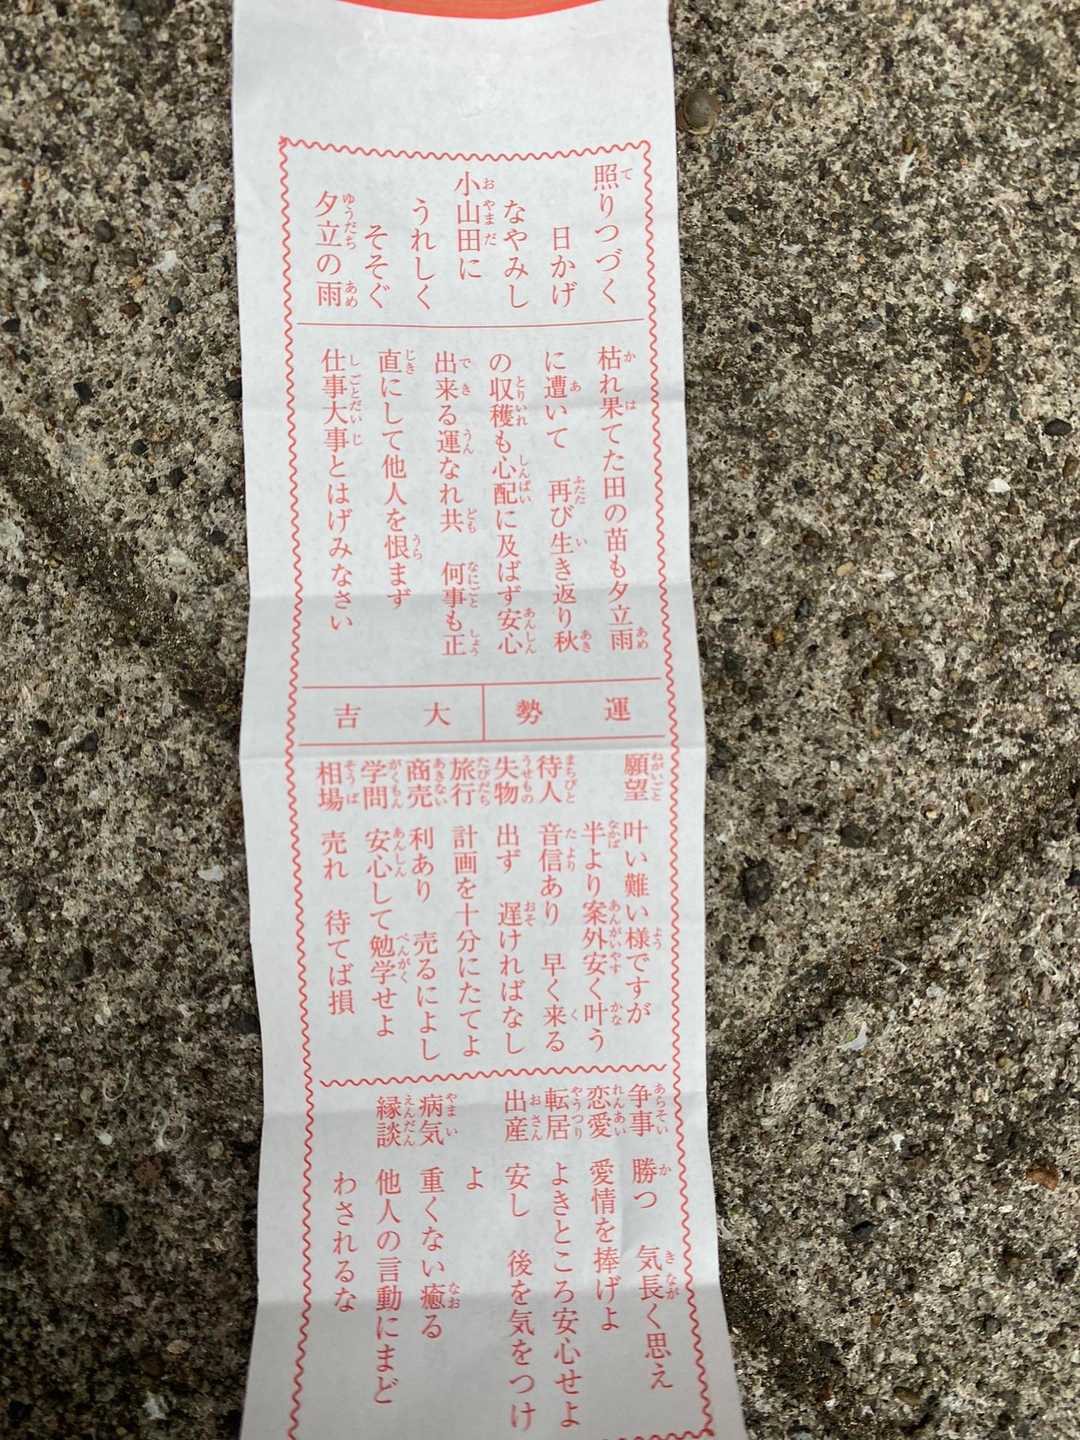 照りつづく
日かげ
なやみし
小山田に
うれしく
そそぐ
夕立の雨
枯れ果てた田の苗も夕立雨
に遭いて 再び生き返り秋
の収穫も心配に及ばず安心
出来る運なれ共 何事も正
直にして他人を恨まず
仕事大事とはげみなさい
運勢 大吉
願望 叶い難い様ですが
半より案外安く叶う
待人 音信あり 早く来る
失物 出ず 遅ければなし
旅行 計画を十分にたてよ
商売 利あり 売るによし
学問 安心して勉学せよ
相場 売れ 待てば損
争事 勝つ 気長く思え
恋愛 愛情を捧げよ
転居 よきところ安心せよ
出産 安し 後を気をつけ
よ
病気 重くない癒る
縁談 他人の言動にまど
わされるな